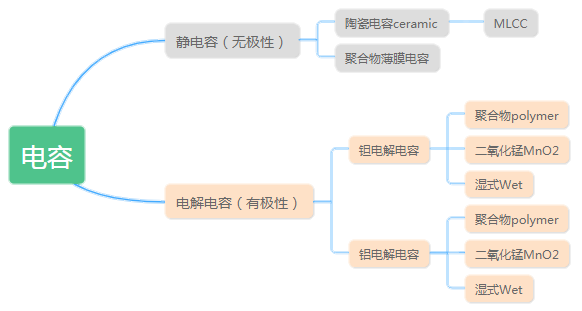 电容
静电容（无极性）
陶瓷电容ceramic
MLCC
聚合物薄膜电容
电解电容（有极性）
钽电解电容
聚合物polymer
二氧化锰MnO2
湿式Wet
铝电解电容
聚合物polymer
二氧化锰MnO2
湿式Wet